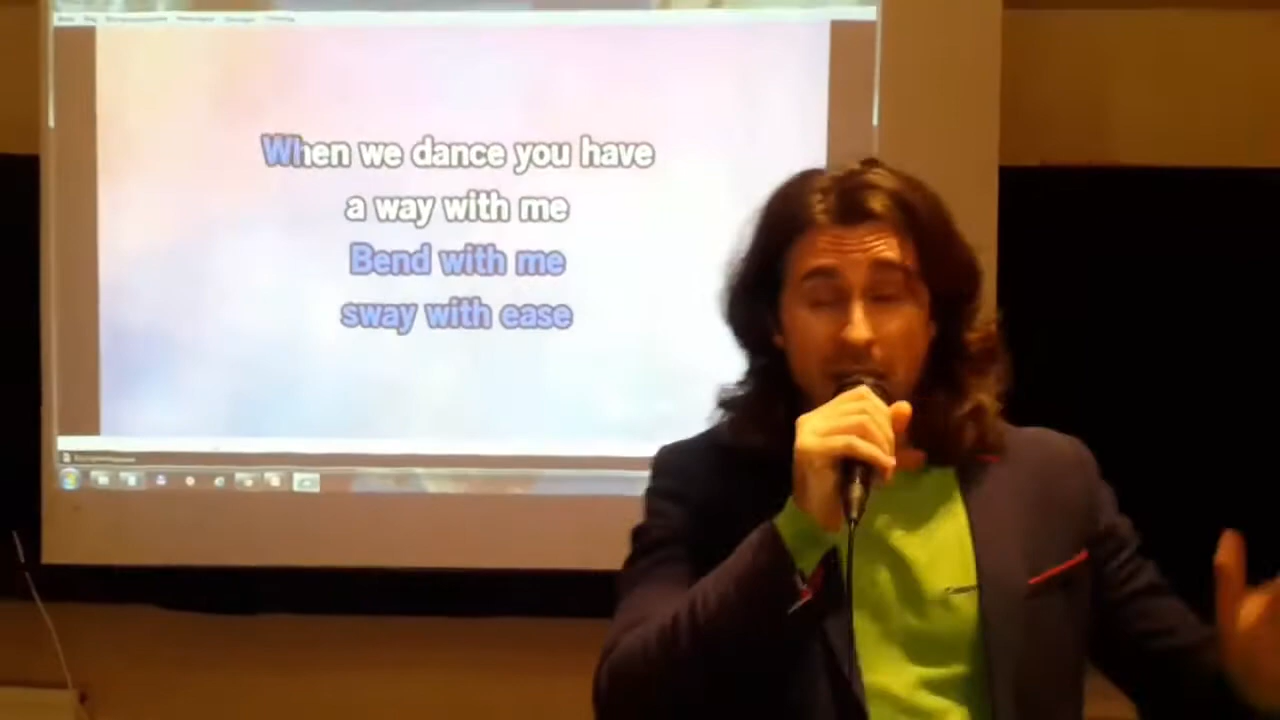 When we dance you have
a way with me
Bend with me
sway with ease